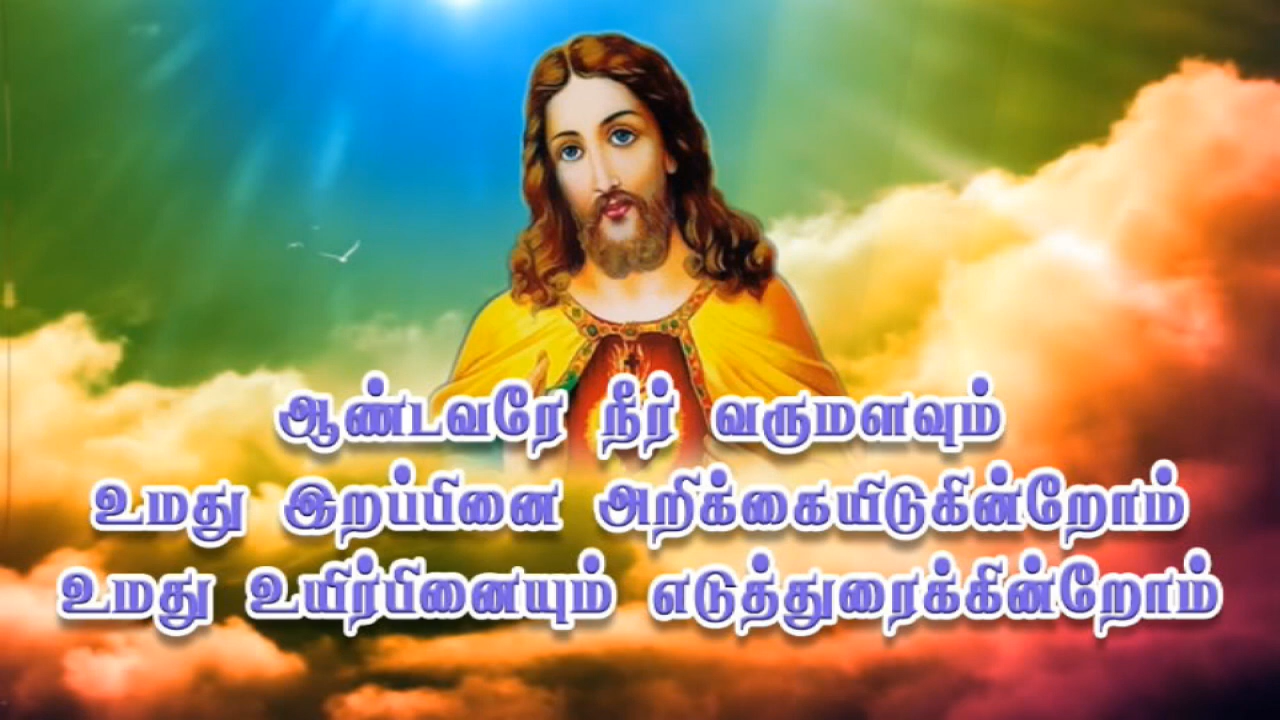 ஆண்டவரே நீர் வருமளவும்
உமது இறப்பினை அறிக்கையிடுகின்றோம்
உமது உயிர்பினையும் எடுத்துரைக்கின்றோம்